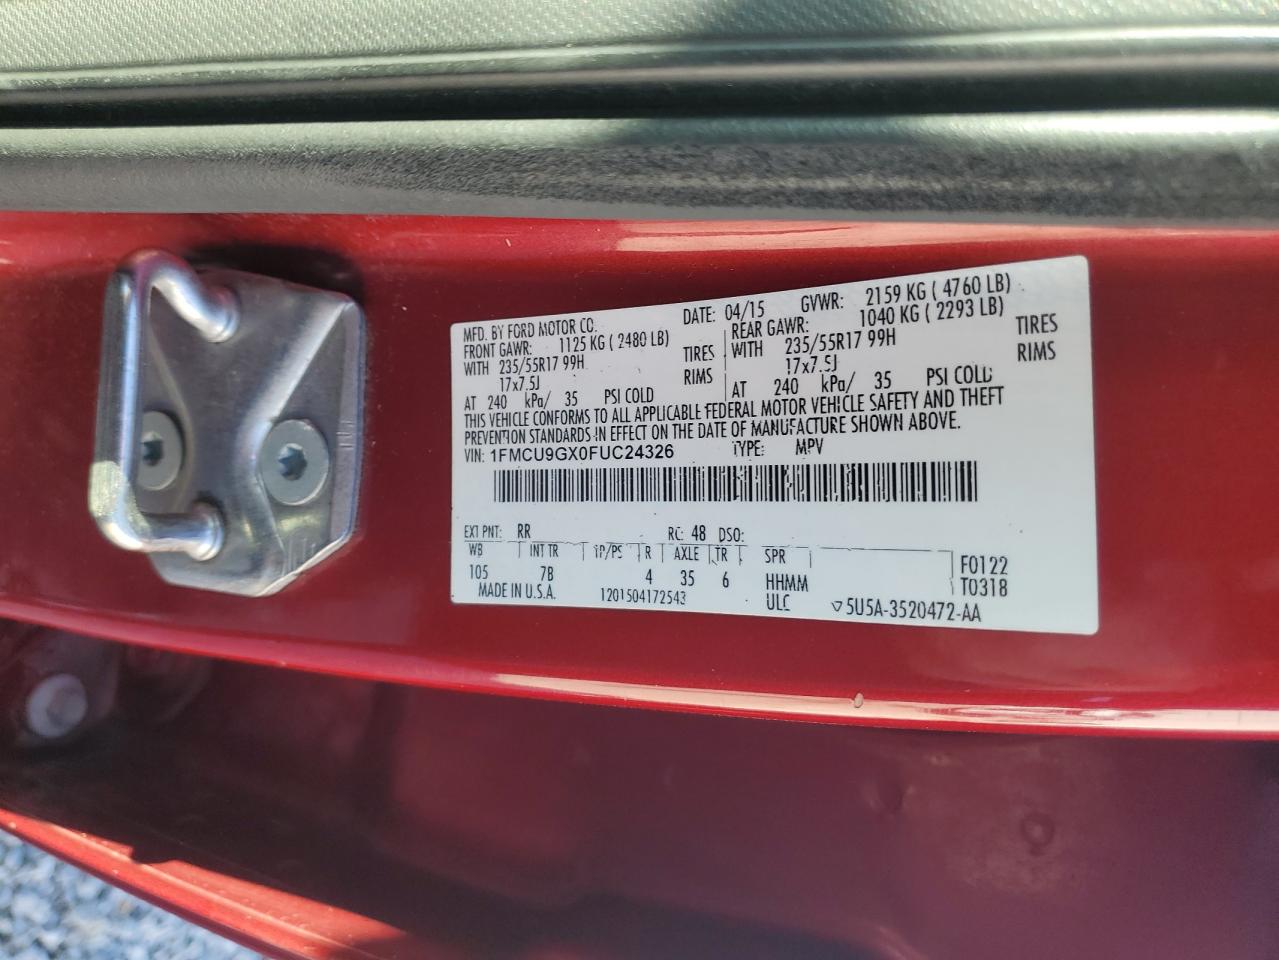 MFD. BY FORD MOTOR CO. DATE: 04/15 GVWR: 2159 KG ( 4760 LB)
FRONT GAWR: 1125 KG ( 2480 LB) REAR GAWR: 1040 KG ( 2293 LB)
WITH 235/55R17 99H TIRES WITH 235/55R17 99H TIRES
17x7.5J RIMS 17x7.5J RIMS
AT 240 kPa/ 35 PSI COLD AT 240 kPa/ 35 PSI COLD
THIS VEHICLE CONFORMS TO ALL APPLICABLE FEDERAL MOTOR VEHICLE SAFETY AND THEFT
PREVENTION STANDARDS IN EFFECT ON THE DATE OF MANUFACTURE SHOWN ABOVE.
VIN: 1FMCU9GX0FUC24326 TYPE: MPV
EXT PNT: RR RC: 48 DSO:
WB INT TR TP/PS R AXLE TR SPR F0122
105 7B 4 35 6 HHMM T0318
MADE IN U.S.A. 1201504172543 ULC ▽5U5A-3520472-AA